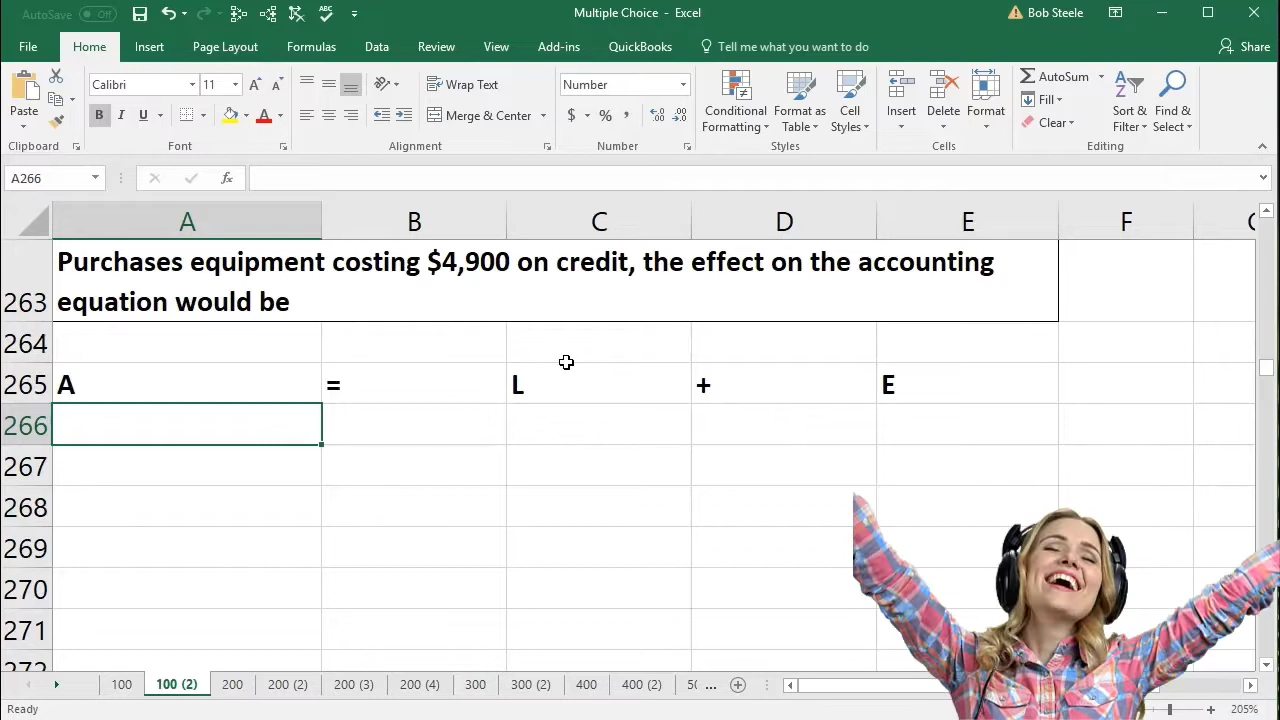 AutoSave Off
Multiple Choice - Excel
Bob Steele
File Home Insert Page Layout Formulas Data Review View Add-ins QuickBooks Tell me what you want to do Share
Paste
Calibri 11
B I U
Wrap Text
Merge & Center
Number
$ % ,
Conditional Formatting
Format as Table
Cell Styles
Insert Delete Format
AutoSum
Fill
Clear
Sort & Filter
Find & Select
Clipboard Font Alignment Number Styles Cells Editing
A266 fx
A B C D E F
263 Purchases equipment costing $4,900 on credit, the effect on the accounting
equation would be
264
265 A = L + E
266
267
268
269
270
271
272
100 100 (2) 200 200 (2) 200 (3) 200 (4) 300 300 (2) 400 400 (2) ...
Ready 205%